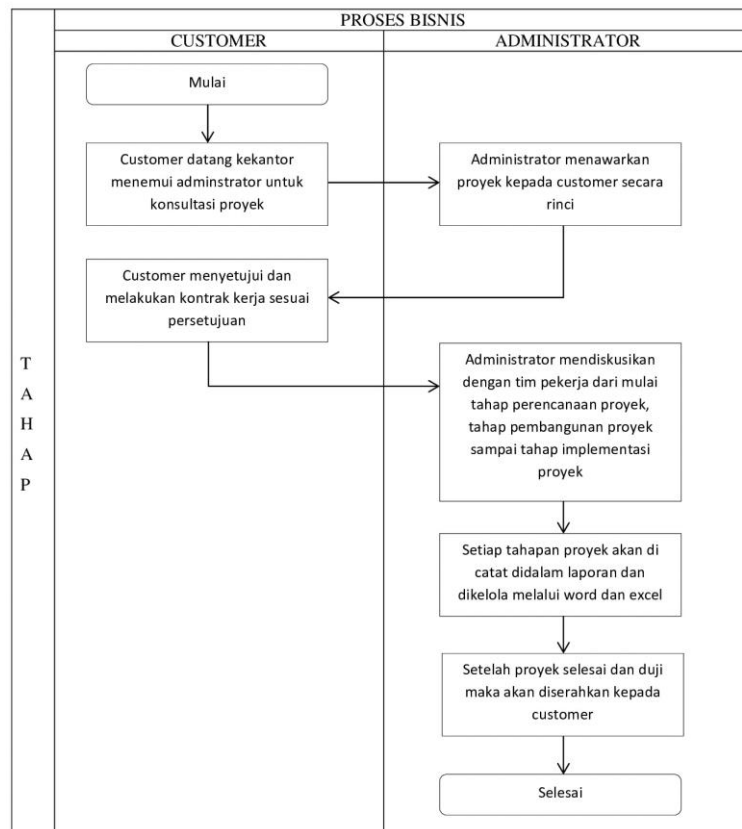 PROSES BISNIS
CUSTOMER
ADMINISTRATOR
T
A
H
A
P
Mulai
Customer datang kekantor
menemui adminstrator untuk
konsultasi proyek
Administrator menawarkan
proyek kepada customer secara
rinci
Customer menyetujui dan
melakukan kontrak kerja sesuai
persetujuan
Administrator mendiskusikan
dengan tim pekerja dari mulai
tahap perencanaan proyek,
tahap pembangunan proyek
sampai tahap implementasi
proyek
Setiap tahapan proyek akan di
catat didalam laporan dan
dikelola melalui word dan excel
Setelah proyek selesai dan duji
maka akan diserahkan kepada
customer
Selesai